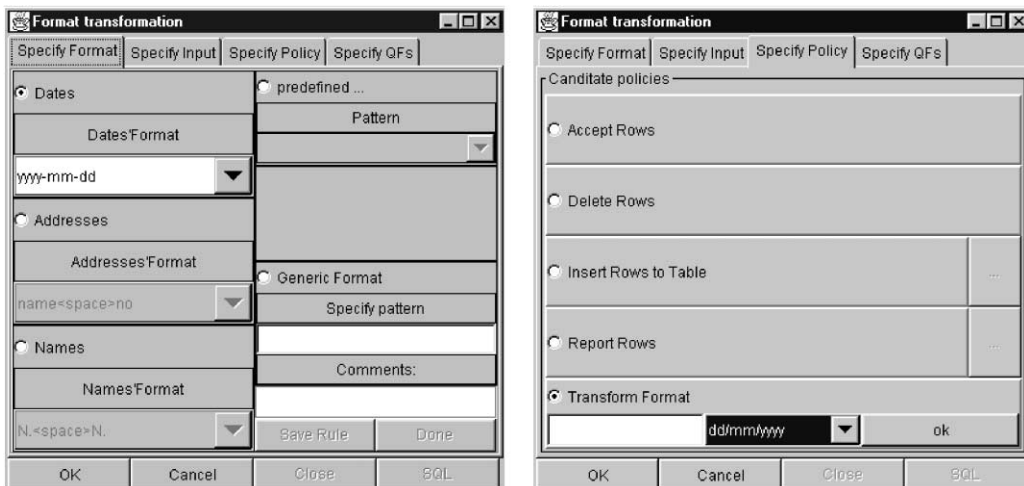 Format transformation
Specify Format Specify Input Specify Policy Specify QFs
Dates
Dates'Format
yyyy-mm-dd
Addresses
Addresses'Format
name<space>no
Names
Names'Format
N.<space>N.
predefined ...
Pattern
Generic Format
Specify pattern
Comments:
Save Rule Done
OK Cancel Close SQL
Format transformation
Specify Format Specify Input Specify Policy Specify QFs
Canditate policies
Accept Rows
Delete Rows
Insert Rows to Table ...
Report Rows ...
Transform Format
dd/mm/yyyy ok
OK Cancel Close SQL